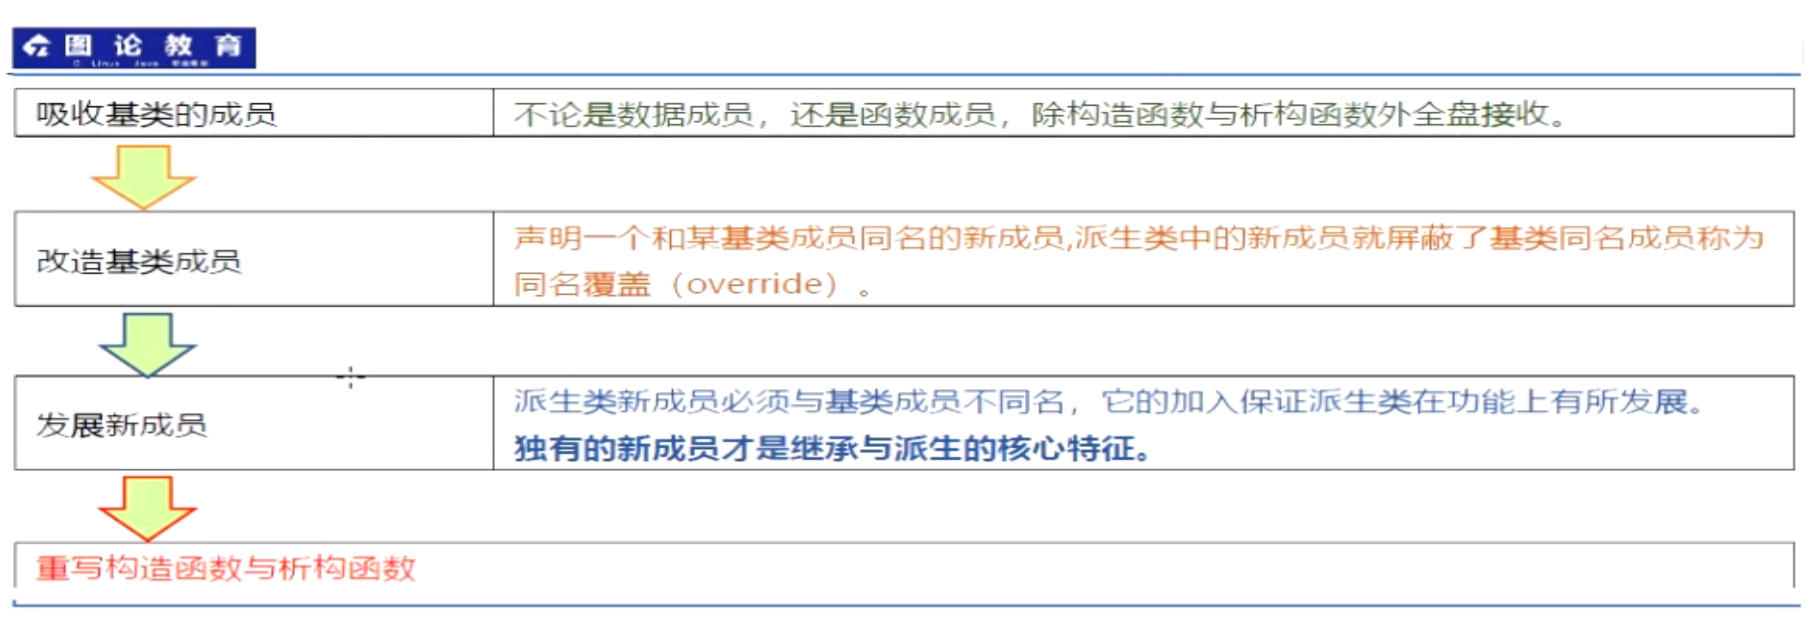 图论教育
吸收基类的成员
不论是数据成员，还是函数成员，除构造函数与析构函数外全盘接收。
改造基类成员
声明一个和某基类成员同名的新成员,派生类中的新成员就屏蔽了基类同名成员称为
同名覆盖（override）。
发展新成员
派生类新成员必须与基类成员不同名，它的加入保证派生类在功能上有所发展。
独有的新成员才是继承与派生的核心特征。
重写构造函数与析构函数